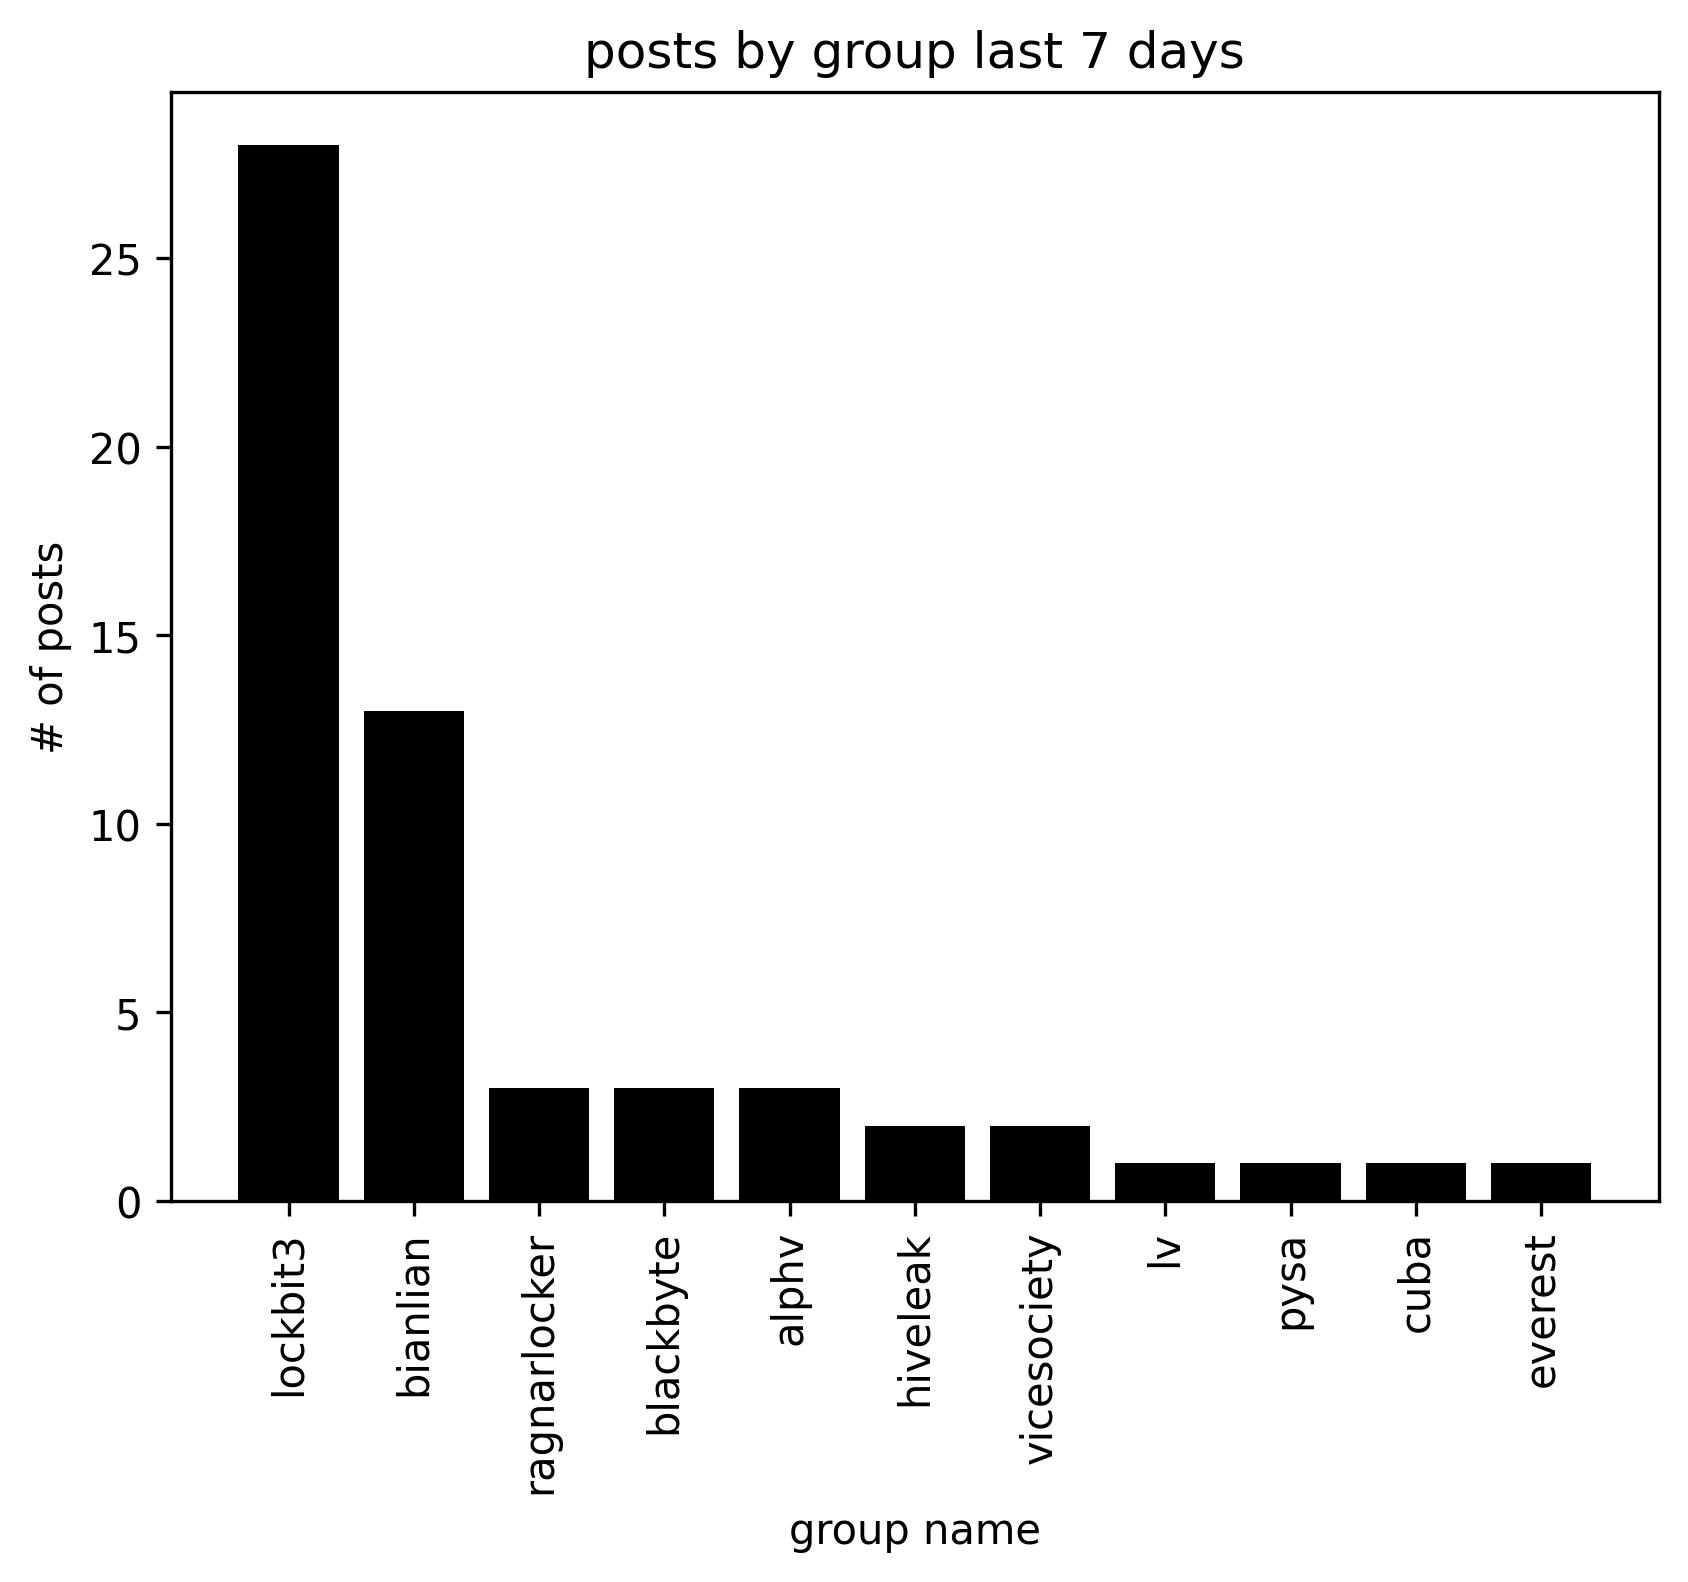 posts by group last 7 days
# of posts
25
20
15
10
5
0
lockbit3
bianlian
ragnarlocker
blackbyte
alphv
hiveleak
vicesociety
lv
pysa
cuba
everest
group name